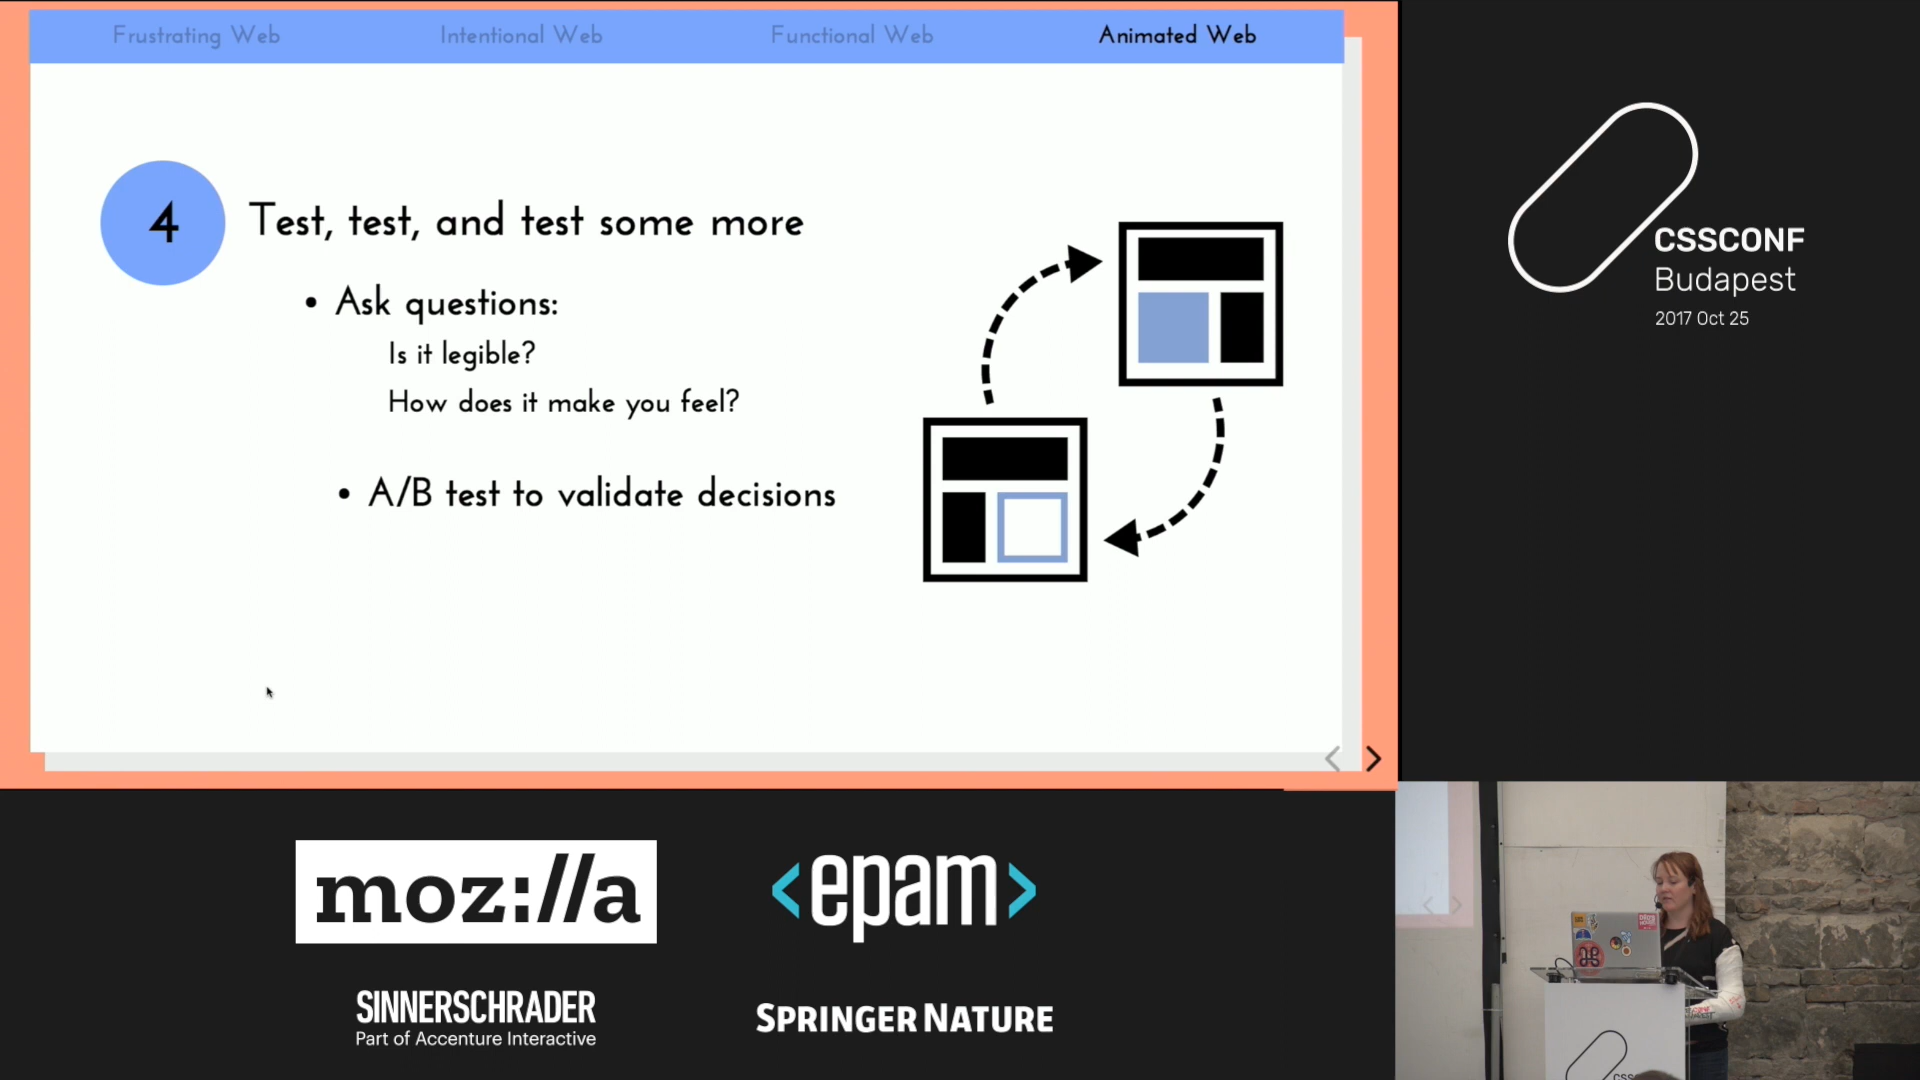 Frustrating Web
Intentional Web
Functional Web
Animated Web
4
Test, test, and test some more
• Ask questions:
Is it legible?
How does it make you feel?
• A/B test to validate decisions
CSSCONF
Budapest
2017 Oct 25
moz://a
<epam>
SINNERSCHRADER
Part of Accenture Interactive
SPRINGER NATURE